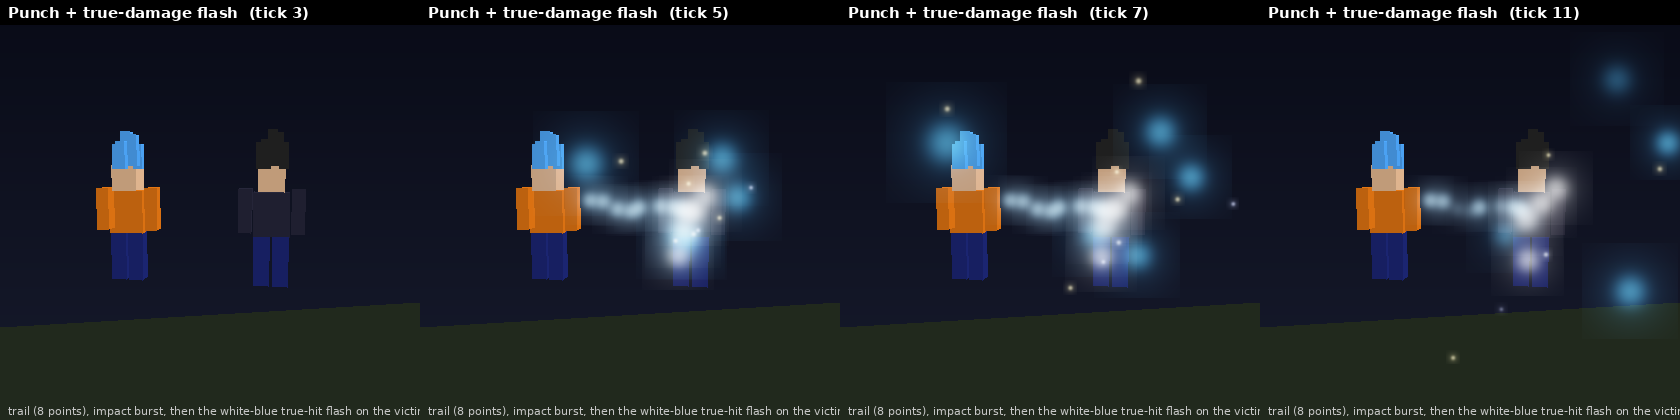 Punch + true-damage flash (tick 3)
Punch + true-damage flash (tick 5)
Punch + true-damage flash (tick 7)
Punch + true-damage flash (tick 11)
trail (8 points), impact burst, then the white-blue true-hit flash on the victi
trail (8 points), impact burst, then the white-blue true-hit flash on the victi
trail (8 points), impact burst, then the white-blue true-hit flash on the victi
trail (8 points), impact burst, then the white-blue true-hit flash on the victi